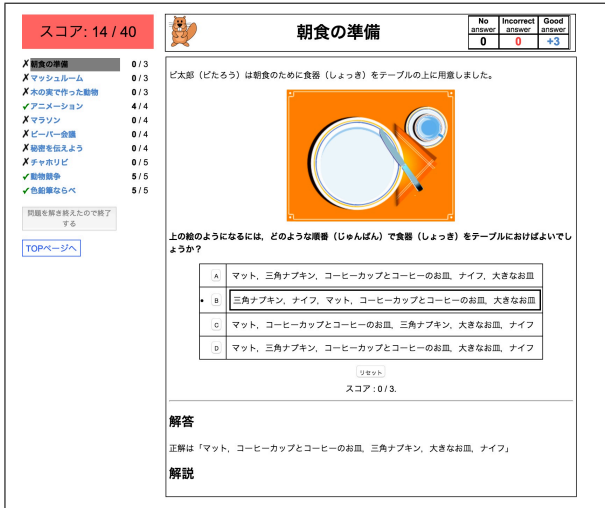 スコア: 14 / 40
✗朝食の準備 0 / 3
✗マッシュルーム 0 / 3
✗木の実で作った動物 0 / 3
✓アニメーション 4 / 4
✗マラソン 0 / 4
✗ビーバー会議 0 / 4
✗秘密を伝えよう 0 / 4
✗チャホリビ 0 / 5
✓動物競争 5 / 5
✓色鉛筆ならべ 5 / 5
問題を解き終えたので終了
する
TOPページへ
朝食の準備
No answer Incorrect answer Good answer
0 0 +3
ビ太郎（ビたろう）は朝食のために食器（しょっき）をテーブルの上に用意しました。
上の絵のようになるには，どのような順番（じゅんばん）で食器（しょっき）をテーブルにおけばよいでし
ょうか？
A マット，三角ナプキン，コーヒーカップとコーヒーのお皿，ナイフ，大きなお皿
• B 三角ナプキン，ナイフ，マット，コーヒーカップとコーヒーのお皿，大きなお皿
C マット，コーヒーカップとコーヒーのお皿，三角ナプキン，大きなお皿，ナイフ
D マット，三角ナプキン，コーヒーカップとコーヒーのお皿，大きなお皿，ナイフ
リセット
スコア : 0 / 3.
解答
正解は「マット，コーヒーカップとコーヒーのお皿，三角ナプキン，大きなお皿，ナイフ」
解説